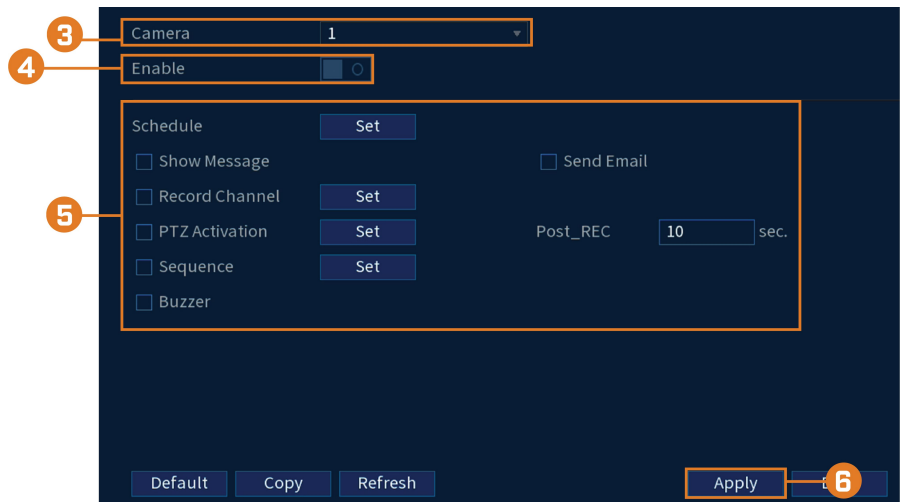 3 Camera 1
4 Enable
Schedule Set
Show Message Send Email
Record Channel Set
5 PTZ Activation Set Post_REC 10 sec.
Sequence Set
Buzzer
Default Copy Refresh Apply 6